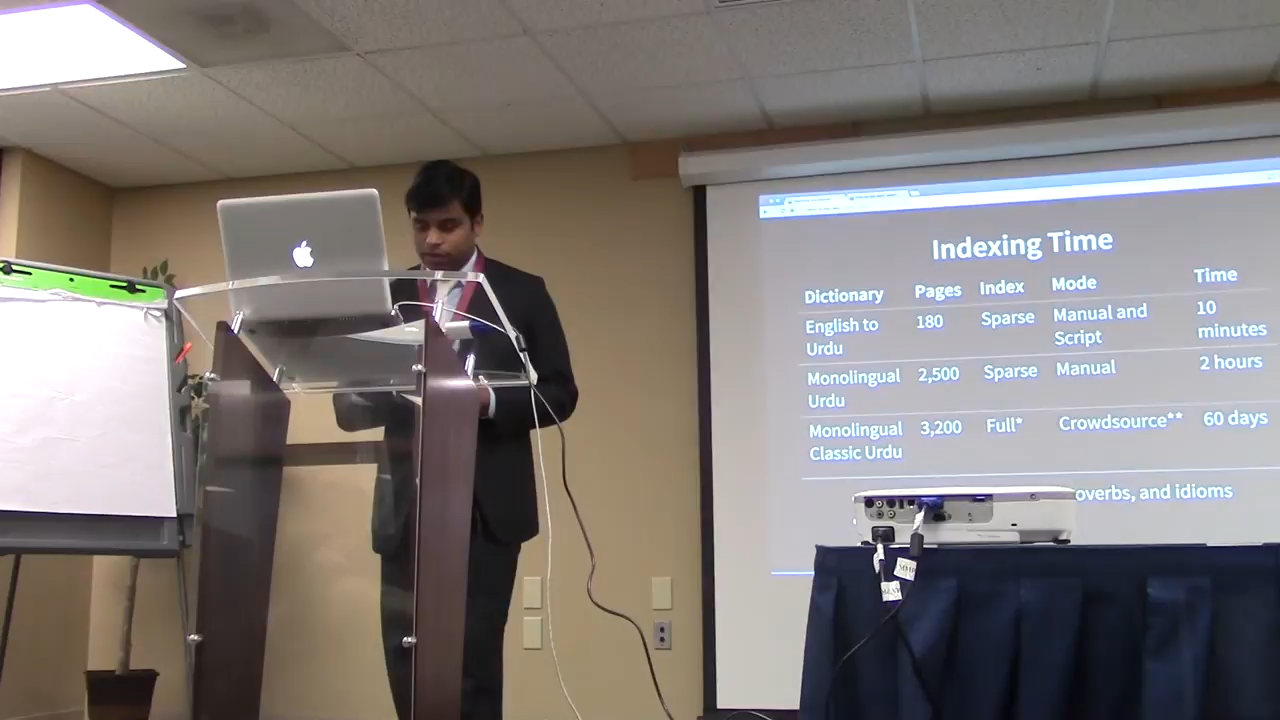 Indexing Time
Dictionary Pages Index Mode Time
English to Urdu 180 Sparse Manual and Script 10 minutes
Monolingual Urdu 2,500 Sparse Manual 2 hours
Monolingual Classic Urdu 3,200 Full* Crowdsource** 60 days
overbs, and idioms